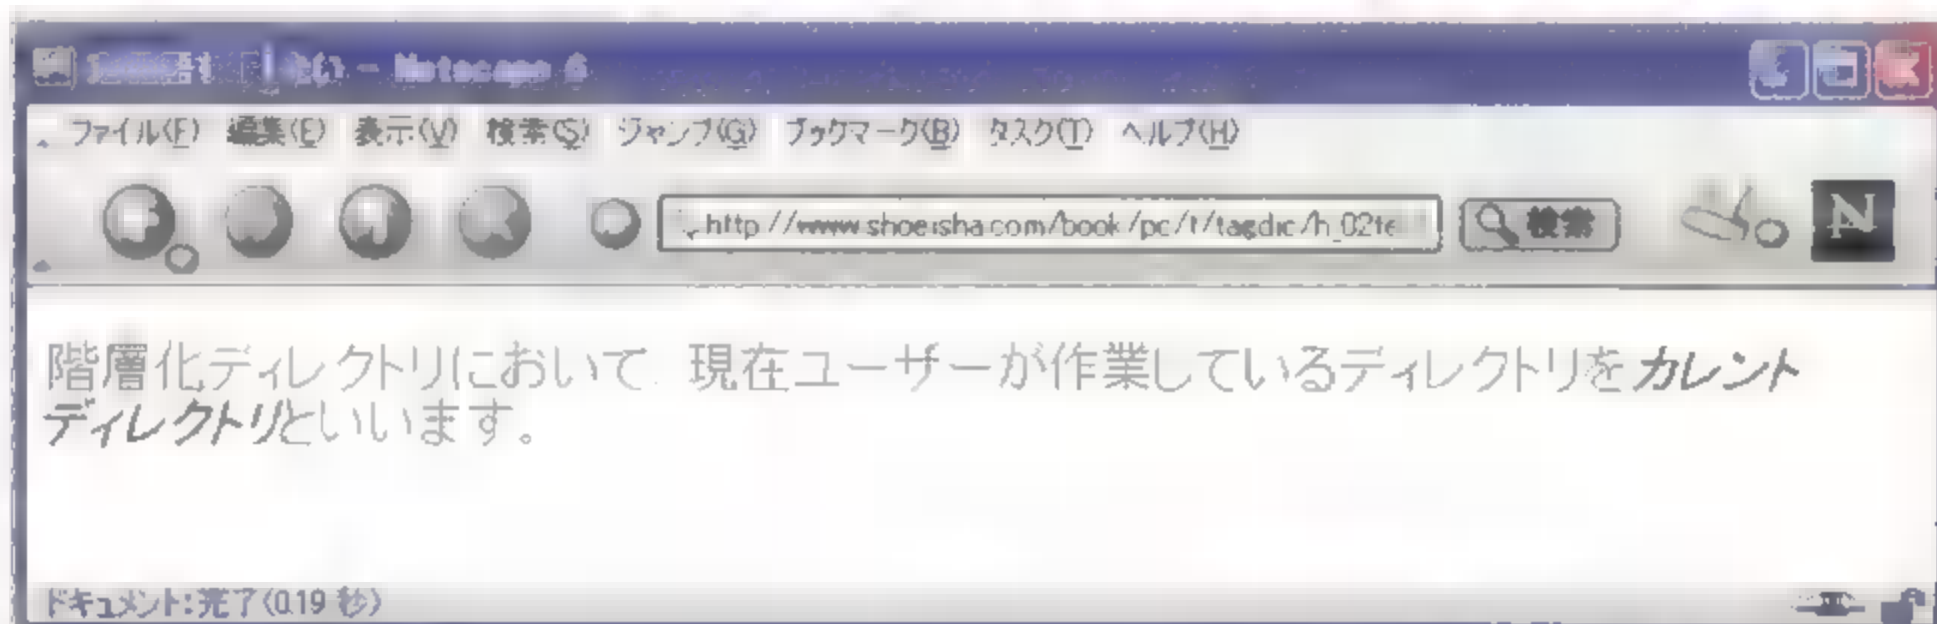 - Netscape 6
ファイル(F) 編集(E) 表示(V) 検索(S) ジャンプ(G) ブックマーク(B) タスク(T) ヘルプ(H)
http://www.shoeisha.com/book/pc/t/tagdic/h_02te 検索 N
階層化ディレクトリにおいて 現在ユーザーが作業しているディレクトリをカレント
ディレクトリといいます。
ドキュメント:完了(0.19 秒)